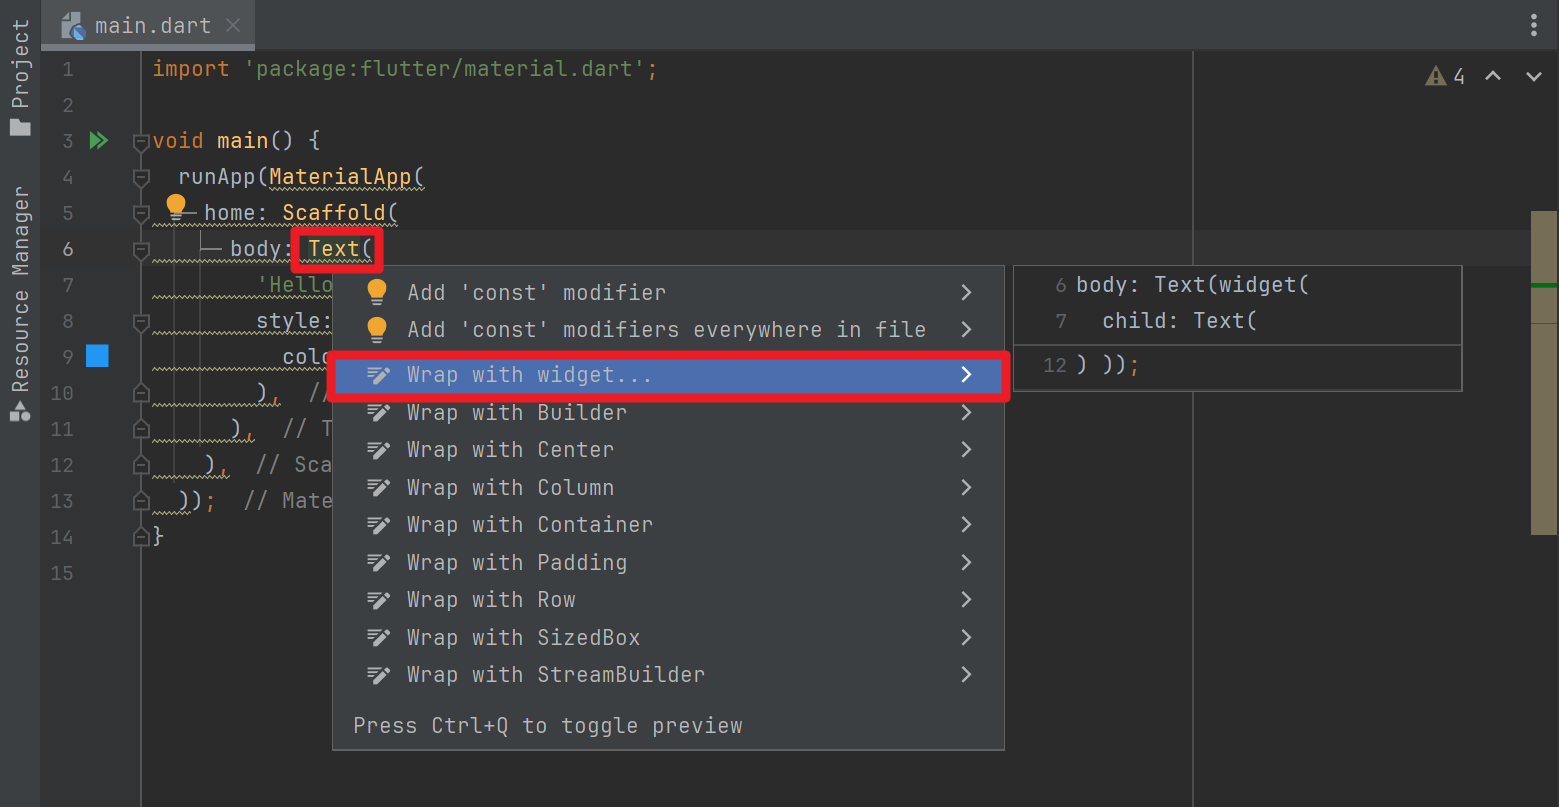 Project
Resource Manager
main.dart
4
1 import 'package:flutter/material.dart';
2
3 void main() {
4 runApp(MaterialApp(
5 home: Scaffold(
6 body: Text(
7 'Hello
8 style:
9 colo
10 ), //
11 ), // T
12 ), // Sca
13 )); // Mate
14 }
15
Add 'const' modifier
Add 'const' modifiers everywhere in file
Wrap with widget...
Wrap with Builder
Wrap with Center
Wrap with Column
Wrap with Container
Wrap with Padding
Wrap with Row
Wrap with SizedBox
Wrap with StreamBuilder
Press Ctrl+Q to toggle preview
6 body: Text(widget(
7 child: Text(
12 ) ));